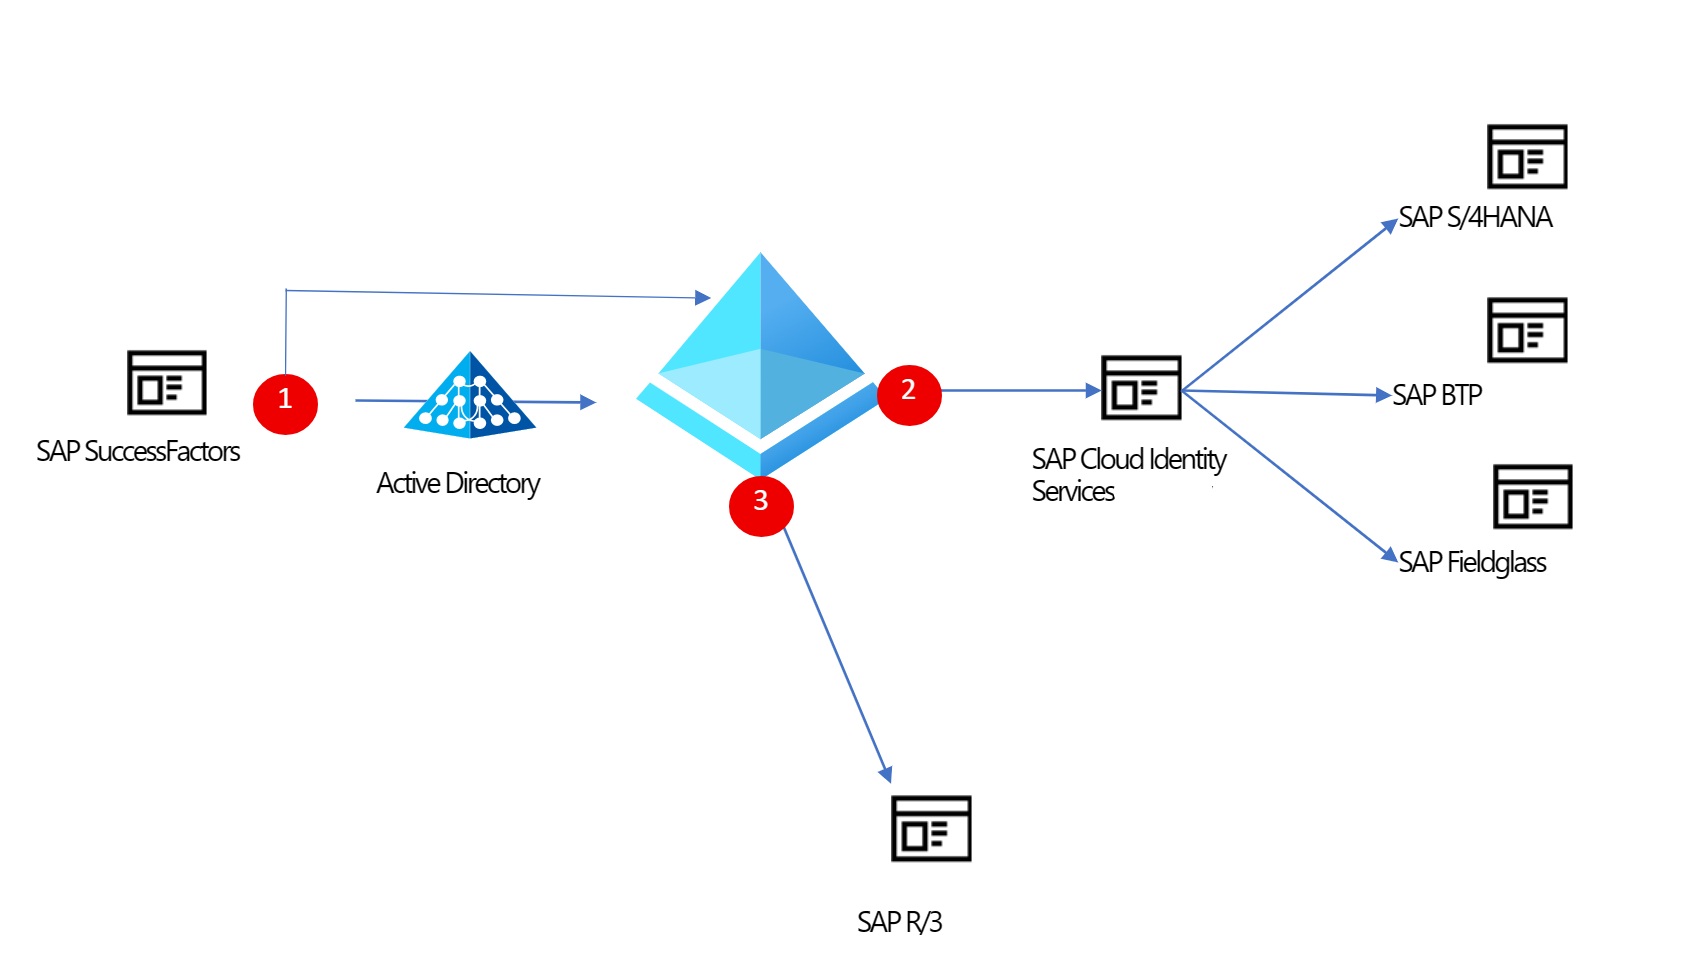 SAP S/4HANA
1
2
SAP BTP
SAP SuccessFactors
Active Directory
SAP Cloud Identity
Services
3
SAP Fieldglass
SAP R/3